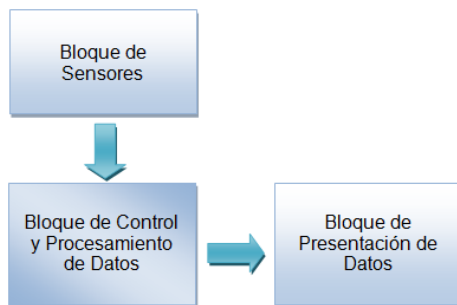 Bloque de
Sensores
Bloque de Control
y Procesamiento
de Datos
Bloque de
Presentación de
Datos